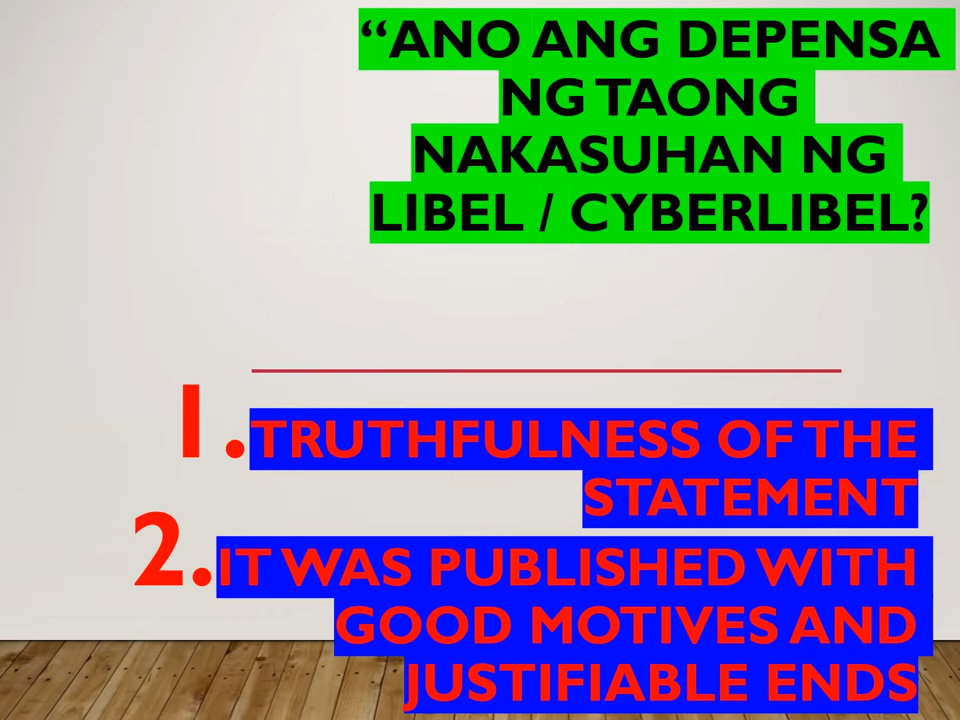 “ANO ANG DEPENSA
NG TAONG
NAKASUHAN NG
LIBEL / CYBERLIBEL?
1. TRUTHFULNESS OF THE
STATEMENT
2. IT WAS PUBLISHED WITH
GOOD MOTIVES AND
JUSTIFIABLE ENDS